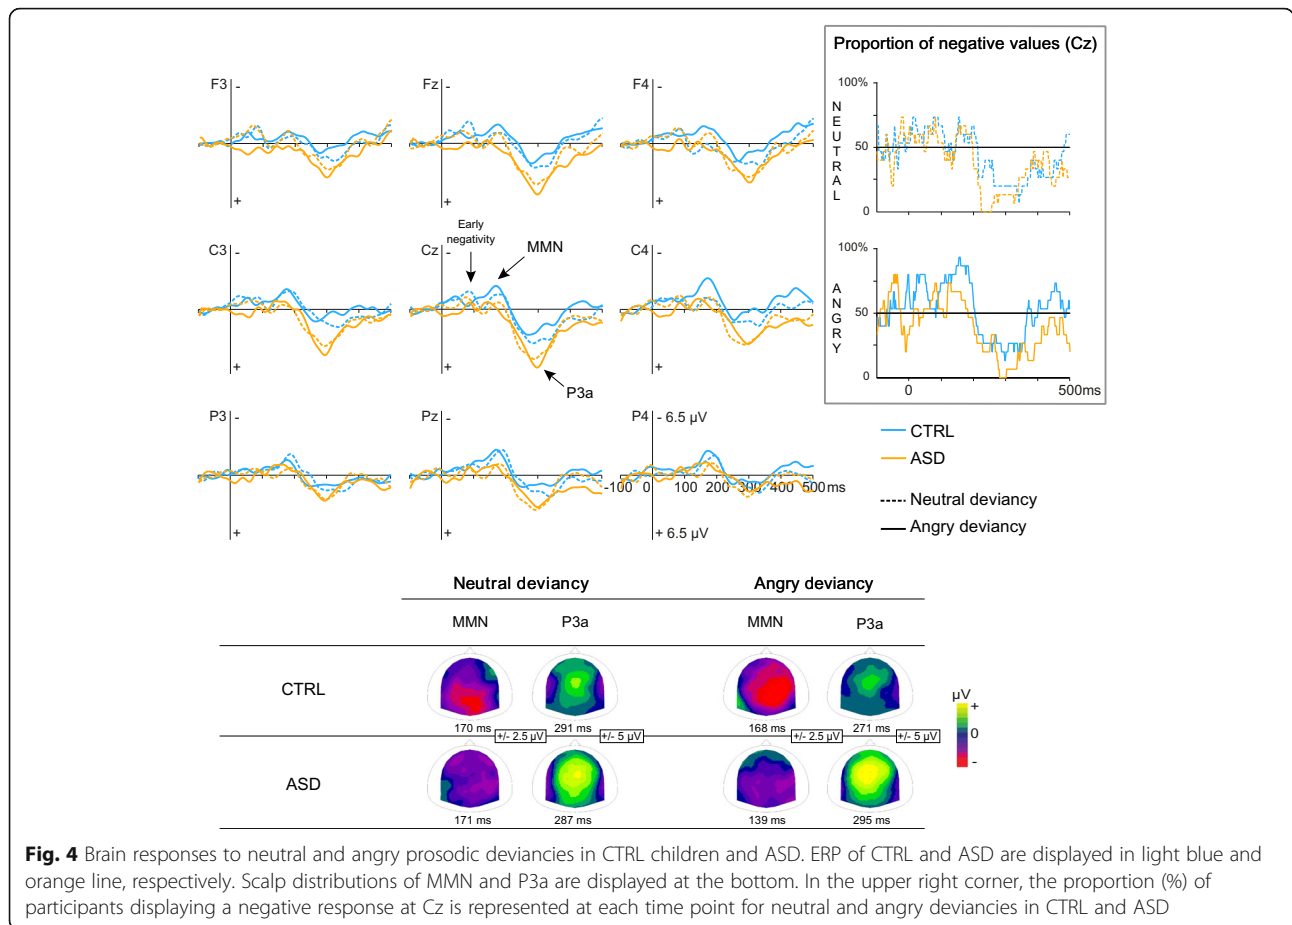 Proportion of negative values (Cz)
F3
-
+
Fz
-
+
F4
-
+
100%
NEUTRAL
50
0
C3
-
+
Early
negativity
Cz
-
MMN
+
P3a
C4
-
+
100%
ANGRY
50
0
0
500ms
P3
-
+
Pz
-
+
P4
- 6.5 µV
-100 0 100 200 300 400 500ms
+ 6.5 µV
CTRL
ASD
Neutral deviancy
Angry deviancy
Neutral deviancy Angry deviancy
MMN P3a MMN P3a
CTRL
170 ms 291 ms 168 ms 271 ms
+/- 2.5 µV +/- 5 µV +/- 2.5 µV +/- 5 µV
ASD
171 ms 287 ms 139 ms 295 ms
µV
+
0
-
Fig. 4 Brain responses to neutral and angry prosodic deviancies in CTRL children and ASD. ERP of CTRL and ASD are displayed in light blue and
orange line, respectively. Scalp distributions of MMN and P3a are displayed at the bottom. In the upper right corner, the proportion (%) of
participants displaying a negative response at Cz is represented at each time point for neutral and angry deviancies in CTRL and ASD